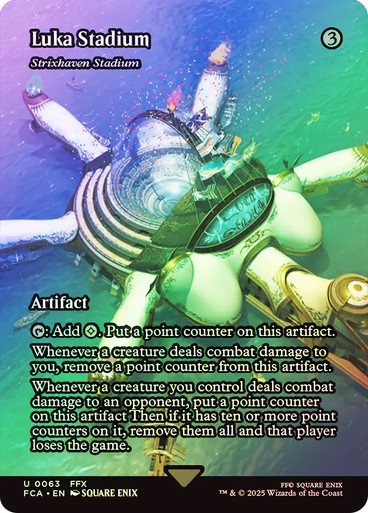 Luka Stadium
3
Strixhaven Stadium
Artifact
: Add . Put a point counter on this artifact.
Whenever a creature deals combat damage to
you, remove a point counter from this artifact.
Whenever a creature you control deals combat
damage to an opponent, put a point counter
on this artifact Then if it has ten or more point
counters on it, remove them all and that player
loses the game.
U 0063 FFX
FCA • EN SQUARE ENIX
FF© SQUARE ENIX
™ & © 2025 Wizards of the Coast